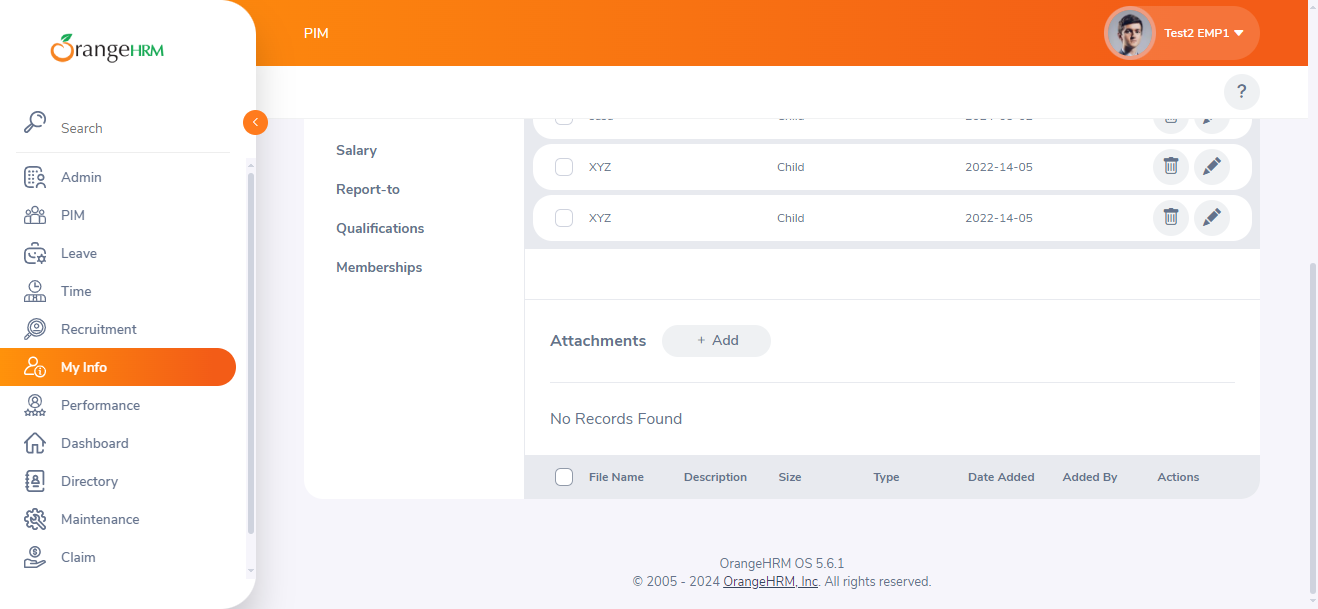 OrangeHRM
Search
Admin
PIM
Leave
Time
Recruitment
My Info
Performance
Dashboard
Directory
Maintenance
Claim
PIM
Test2 EMP1
?
Salary
Report-to
Qualifications
Memberships
XYZ Child 2022-14-05
XYZ Child 2022-14-05
Attachments + Add
No Records Found
File Name Description Size Type Date Added Added By Actions
OrangeHRM OS 5.6.1
© 2005 - 2024 OrangeHRM, Inc. All rights reserved.